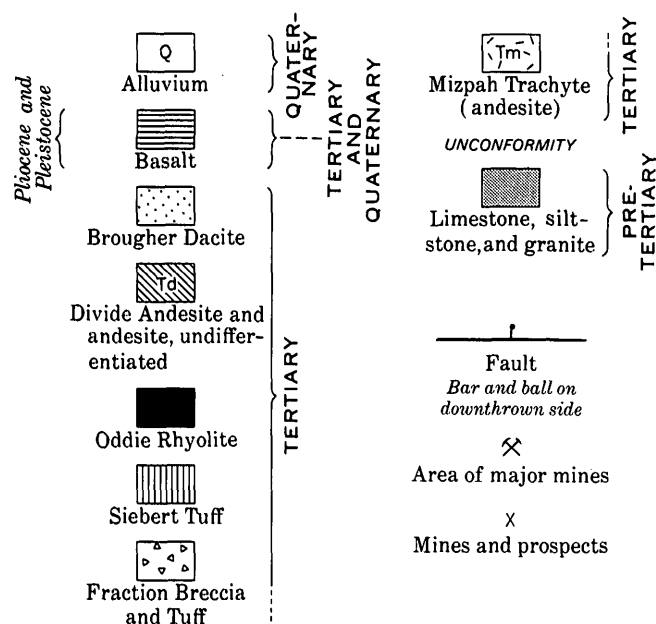 Q
Alluvium
QUATER-
NARY
Pliocene and
Pleistocene
Basalt
TERTIARY
AND
QUATERNARY
Brougher Dacite
Td
Divide Andesite and
andesite, undiffer-
entiated
Oddie Rhyolite
Siebert Tuff
Fraction Breccia
and Tuff
TERTIARY
Tm
Mizpah Trachyte
(andesite)
TERTIARY
UNCONFORMITY
Limestone, silt-
stone, and granite
PRE-
TERTIARY
Fault
Bar and ball on
downthrown side
Area of major mines
x
Mines and prospects